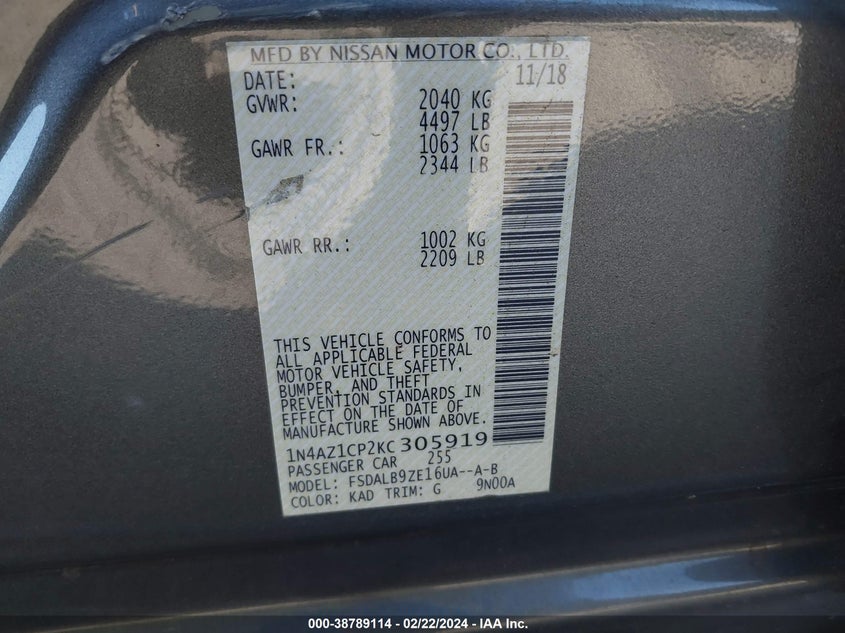 MFD BY NISSAN MOTOR CO., LTD.
DATE: 11/18
GVWR: 2040 KG
4497 LB
GAWR FR.: 1063 KG
2344 LB
GAWR RR.: 1002 KG
2209 LB
THIS VEHICLE CONFORMS TO
ALL APPLICABLE FEDERAL
MOTOR VEHICLE SAFETY,
BUMPER, AND THEFT
PREVENTION STANDARDS IN
EFFECT ON THE DATE OF
MANUFACTURE SHOWN ABOVE.
1N4AZ1CP2KC305919
PASSENGER CAR 255
MODEL: FSDALB9ZE16UA--A-B
COLOR: KAD TRIM: G 9N00A
000-38789114 - 02/22/2024 - IAA Inc.